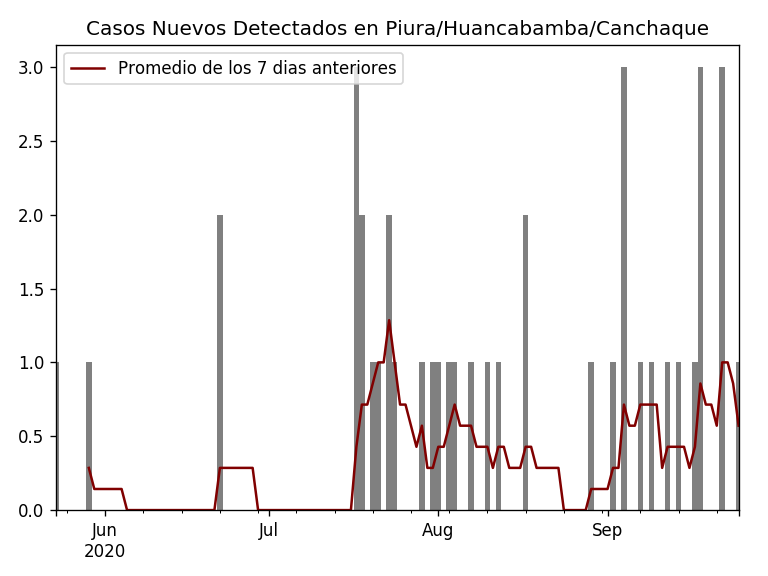 Casos Nuevos Detectados en Piura/Huancabamba/Canchaque
Promedio de los 7 dias anteriores
3.0
2.5
2.0
1.5
1.0
0.5
0.0
Jun
2020
Jul
Aug
Sep